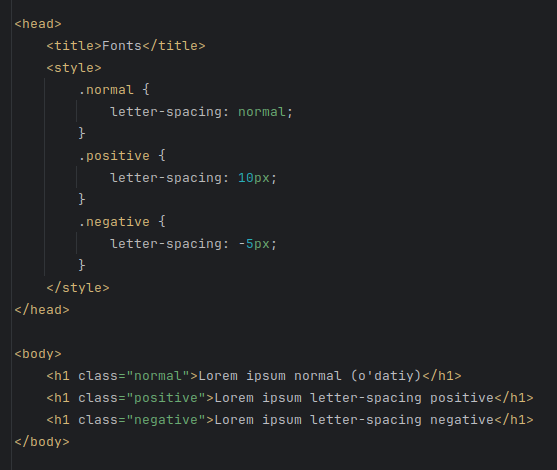 <head>
    <title>Fonts</title>
    <style>
        .normal {
            letter-spacing: normal;
        }
        .positive {
            letter-spacing: 10px;
        }
        .negative {
            letter-spacing: -5px;
        }
    </style>
</head>
<body>
    <h1 class="normal">Lorem ipsum normal (o'datiy)</h1>
    <h1 class="positive">Lorem ipsum letter-spacing positive</h1>
    <h1 class="negative">Lorem ipsum letter-spacing negative</h1>
</body>